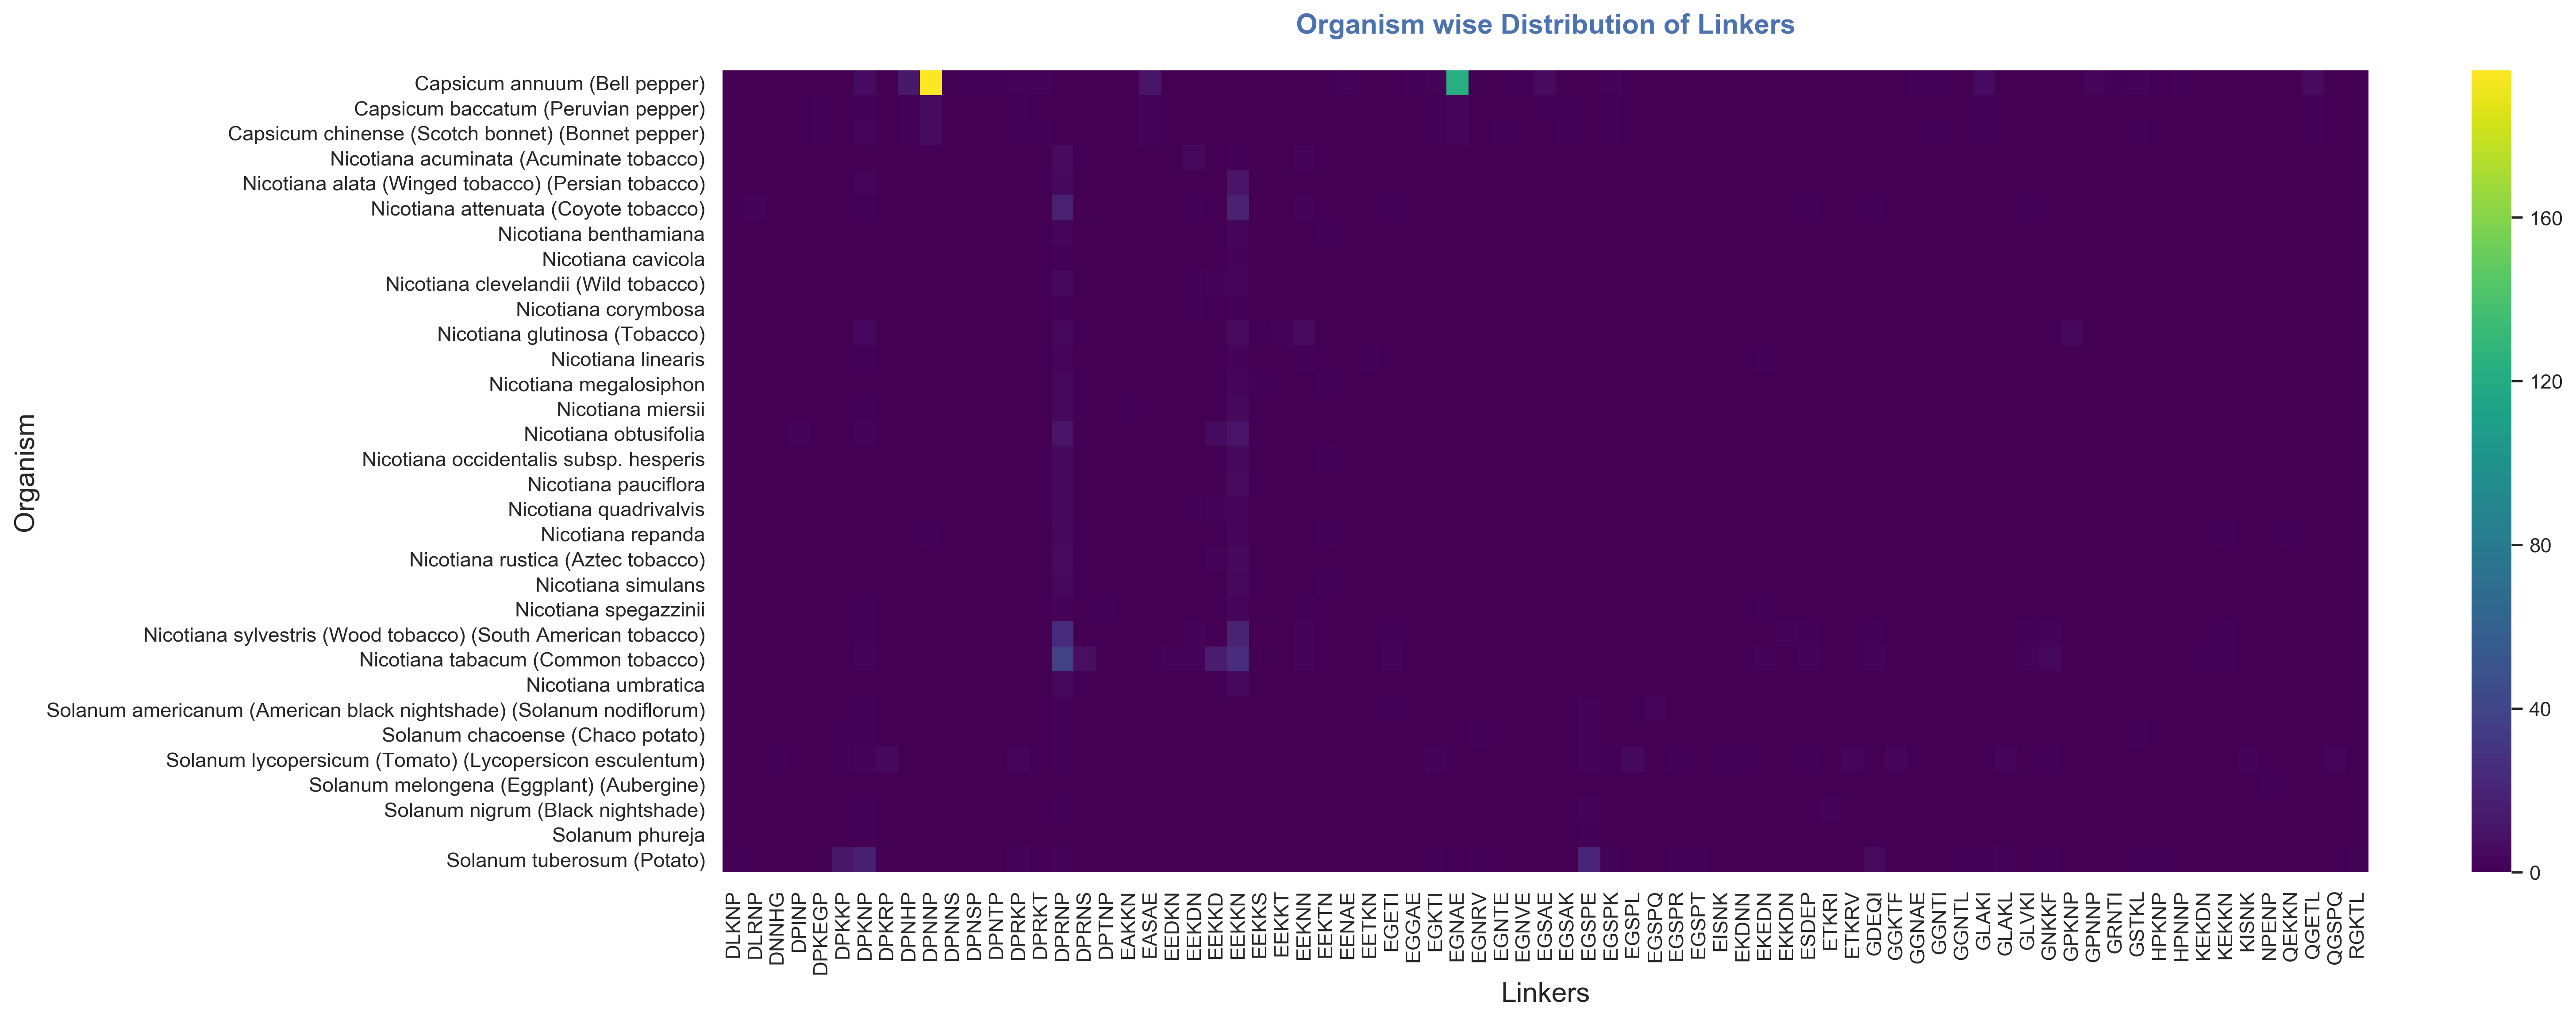 Organism wise Distribution of Linkers
Organism
Capsicum annuum (Bell pepper)
Capsicum baccatum (Peruvian pepper)
Capsicum chinense (Scotch bonnet) (Bonnet pepper)
Nicotiana acuminata (Acuminate tobacco)
Nicotiana alata (Winged tobacco) (Persian tobacco)
Nicotiana attenuata (Coyote tobacco)
Nicotiana benthamiana
Nicotiana cavicola
Nicotiana clevelandii (Wild tobacco)
Nicotiana corymbosa
Nicotiana glutinosa (Tobacco)
Nicotiana linearis
Nicotiana megalosiphon
Nicotiana miersii
Nicotiana obtusifolia
Nicotiana occidentalis subsp. hesperis
Nicotiana pauciflora
Nicotiana quadrivalvis
Nicotiana repanda
Nicotiana rustica (Aztec tobacco)
Nicotiana simulans
Nicotiana spegazzinii
Nicotiana sylvestris (Wood tobacco) (South American tobacco)
Nicotiana tabacum (Common tobacco)
Nicotiana umbratica
Solanum americanum (American black nightshade) (Solanum nodiflorum)
Solanum chacoense (Chaco potato)
Solanum lycopersicum (Tomato) (Lycopersicon esculentum)
Solanum melongena (Eggplant) (Aubergine)
Solanum nigrum (Black nightshade)
Solanum phureja
Solanum tuberosum (Potato)
DLKNP
DLRNP
DNNHG
DPINP
DPKEGP
DPKKP
DPKNP
DPKRP
DPNHP
DPNNP
DPNNS
DPNSP
DPNTP
DPRKP
DPRKT
DPRNP
DPRNS
DPTNP
EAKKN
EASAE
EEDKN
EEKDN
EEKKD
EEKKN
EEKKS
EEKKT
EEKNN
EEKTN
EENAE
EETKN
EGETI
EGGAE
EGKTI
EGNAE
EGNRV
EGNTE
EGNVE
EGSAE
EGSAK
EGSPE
EGSPK
EGSPL
EGSPQ
EGSPR
EGSPT
EISNK
EKDNN
EKEDN
EKKDN
ESDEP
ETKRI
ETKRV
GDEQI
GGKTF
GGNAE
GGNTI
GGNTL
GLAKI
GLAKL
GLVKI
GNKKF
GPKNP
GPNNP
GRNTI
GSTKL
HPKNP
HPNNP
KEKDN
KEKKN
KISNK
NPENP
QEKKN
QGETL
QGSPQ
RGKTL
Linkers
160
120
80
40
0